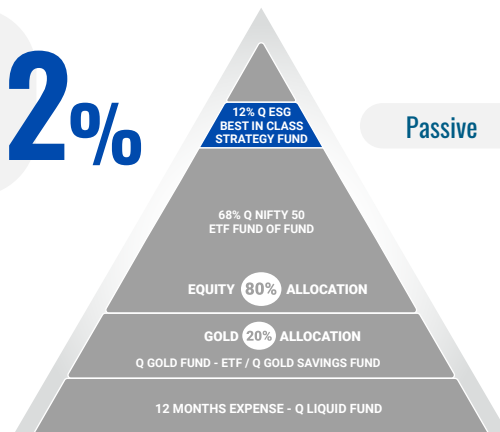 2%
12% Q ESG
BEST IN CLASS
STRATEGY FUND
Passive
68% Q NIFTY 50
ETF FUND OF FUND
EQUITY 80% ALLOCATION
GOLD 20% ALLOCATION
Q GOLD FUND - ETF / Q GOLD SAVINGS FUND
12 MONTHS EXPENSE - Q LIQUID FUND